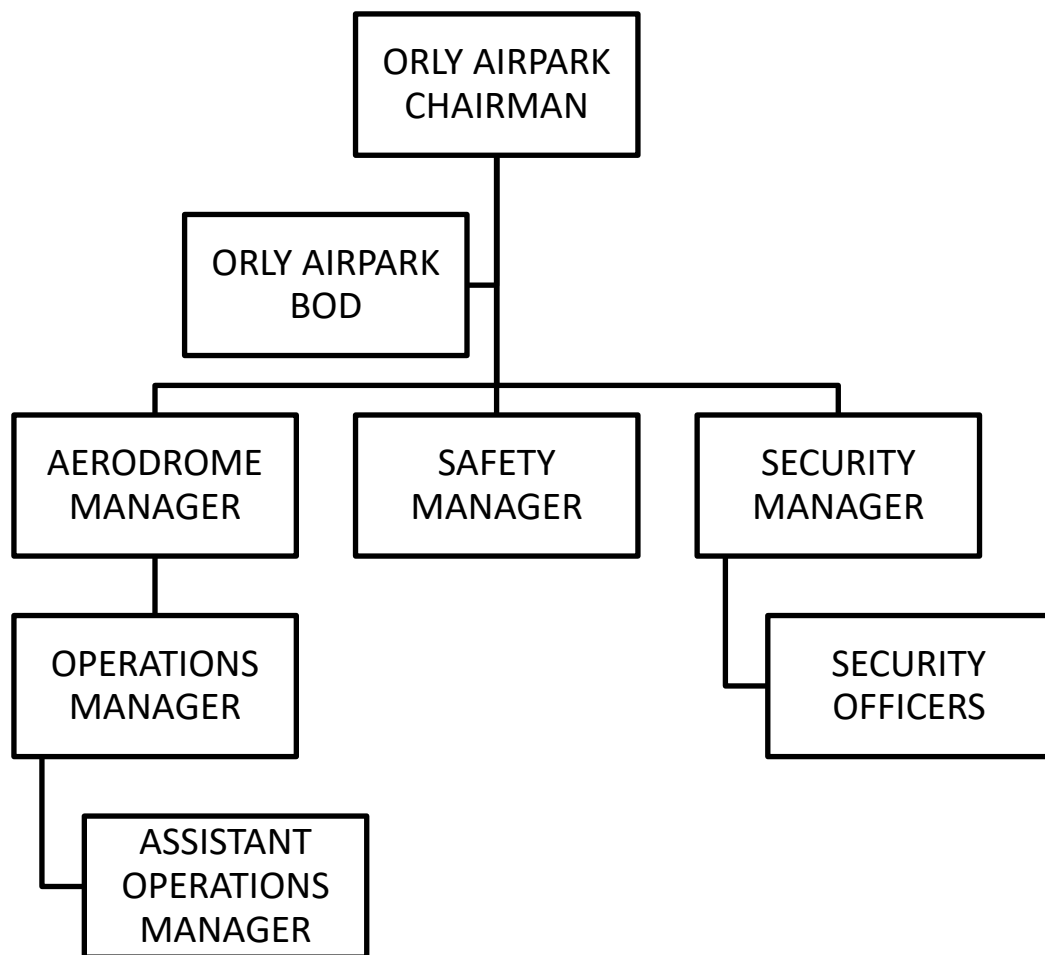 ORLY AIRPARK
CHAIRMAN
ORLY AIRPARK
BOD
AERODROME
MANAGER
SAFETY
MANAGER
SECURITY
MANAGER
OPERATIONS
MANAGER
SECURITY
OFFICERS
ASSISTANT
OPERATIONS
MANAGER